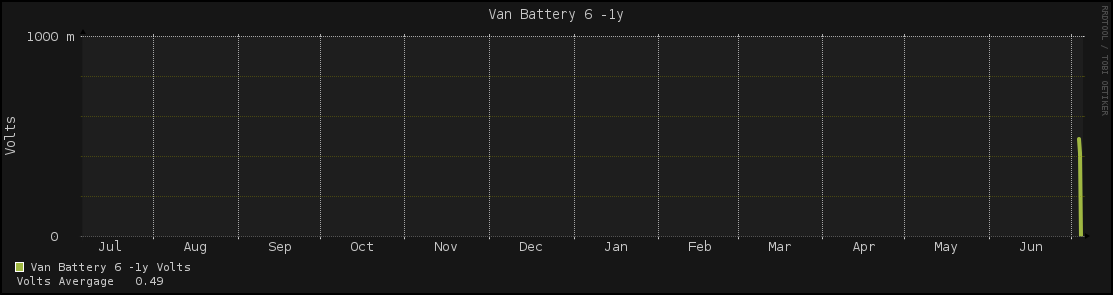 Van Battery 6 -1y
RRDTOOL / TOBI OETIKER
1000 m
Volts
0
Jul Aug Sep Oct Nov Dec Jan Feb Mar Apr May Jun
Van Battery 6 -1y Volts
Volts Avergage 0.49